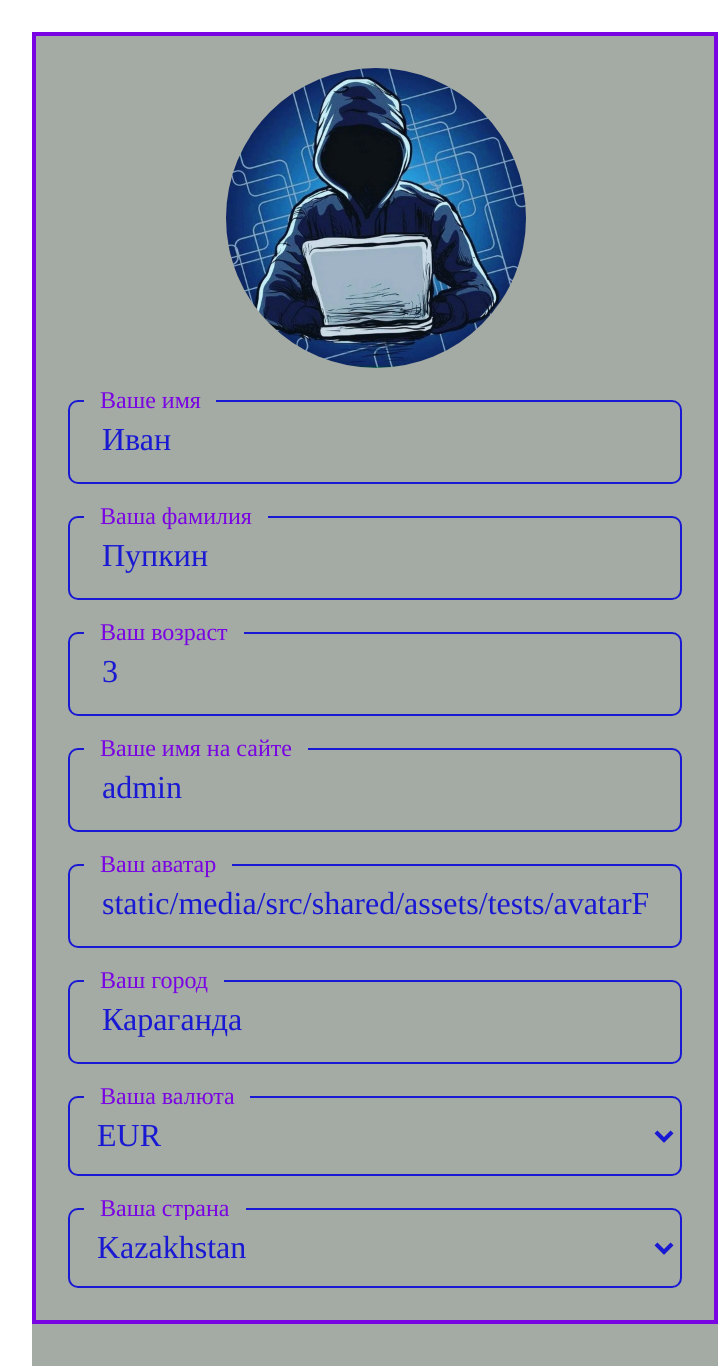 Ваше имя
Иван
Ваша фамилия
Пупкин
Ваш возраст
3
Ваше имя на сайте
admin
Ваш аватар
static/media/src/shared/assets/tests/avatarF
Ваш город
Караганда
Ваша валюта
EUR
Ваша страна
Kazakhstan